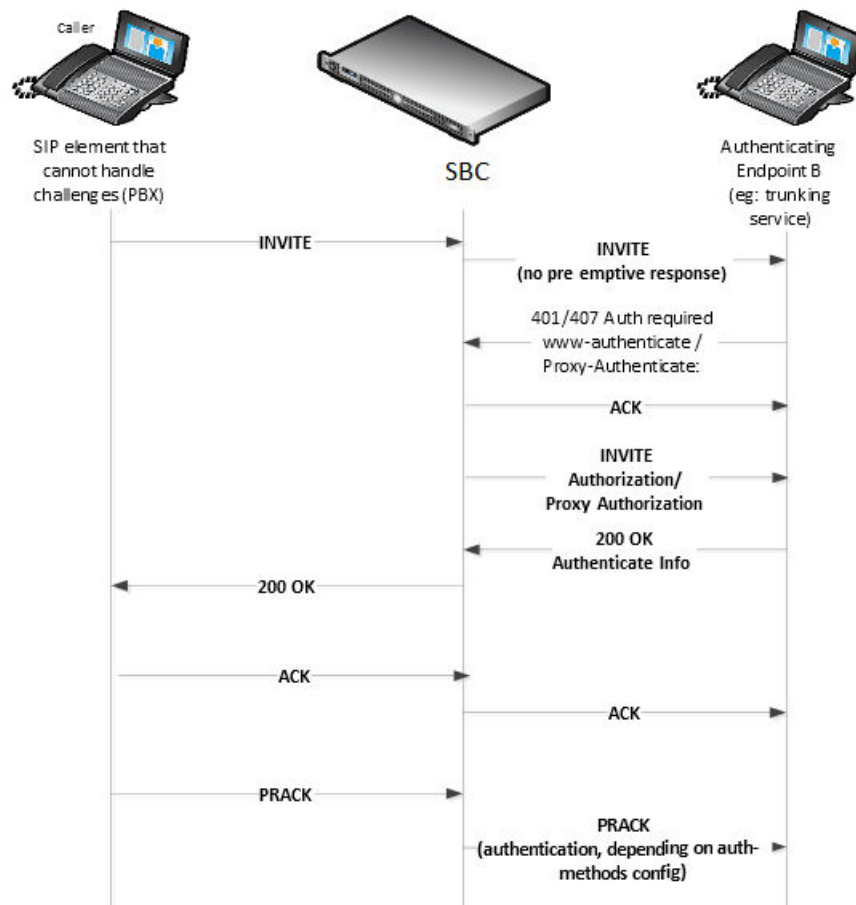 Caller
SIP element that
cannot handle
challenges (PBX)
SBC
Authenticating
Endpoint B
(eg: trunking
service)
INVITE
INVITE
(no pre emptive response)
401/407 Auth required
www-authenticate /
Proxy-Authenticate:
ACK
INVITE
Authorization/
Proxy Authorization
200 OK
Authenticate Info
200 OK
ACK
ACK
PRACK
PRACK
(authentication, depending on auth-
methods config)